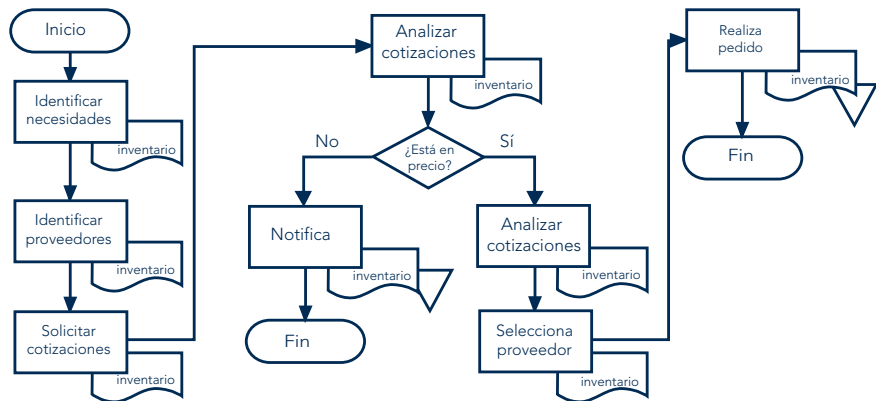 Inicio
Identificar
necesidades
inventario
Identificar
proveedores
inventario
Solicitar
cotizaciones
inventario
Analizar
cotizaciones
inventario
¿Está en
precio?
No
Sí
Notifica
inventario
Fin
Analizar
cotizaciones
inventario
Selecciona
proveedor
inventario
Realiza
pedido
inventario
Fin